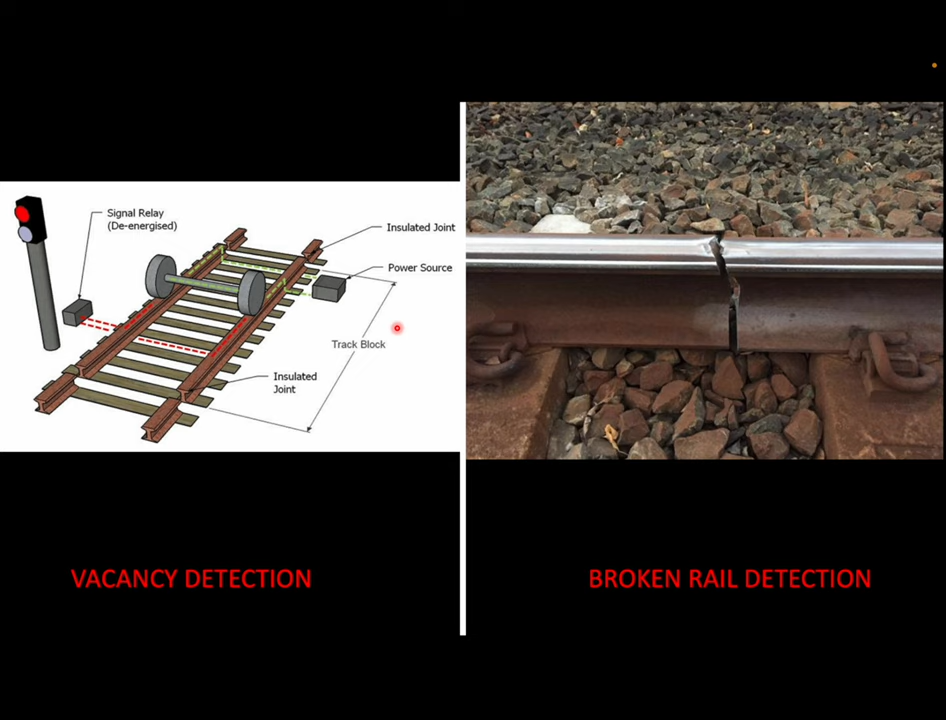 Signal Relay
(De-energised)
Insulated Joint
Power Source
Track Block
Insulated
Joint
VACANCY DETECTION
BROKEN RAIL DETECTION